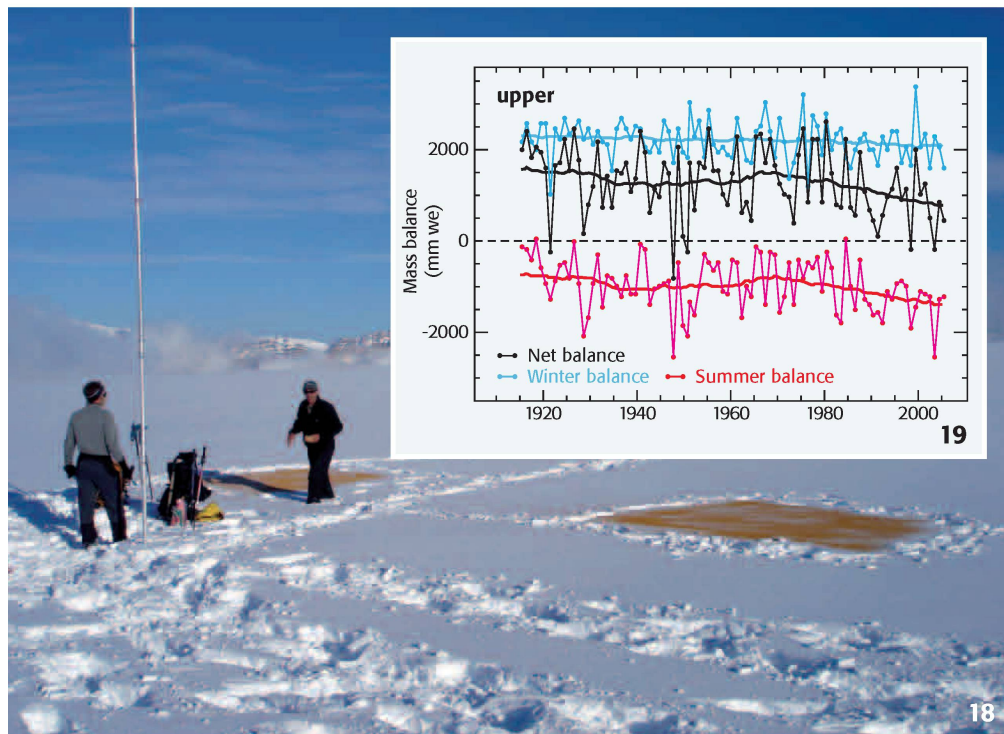 upper
Mass balance
(mm we)
2000
0
-2000
Net balance
Winter balance
Summer balance
1920 1940 1960 1980 2000
19
18